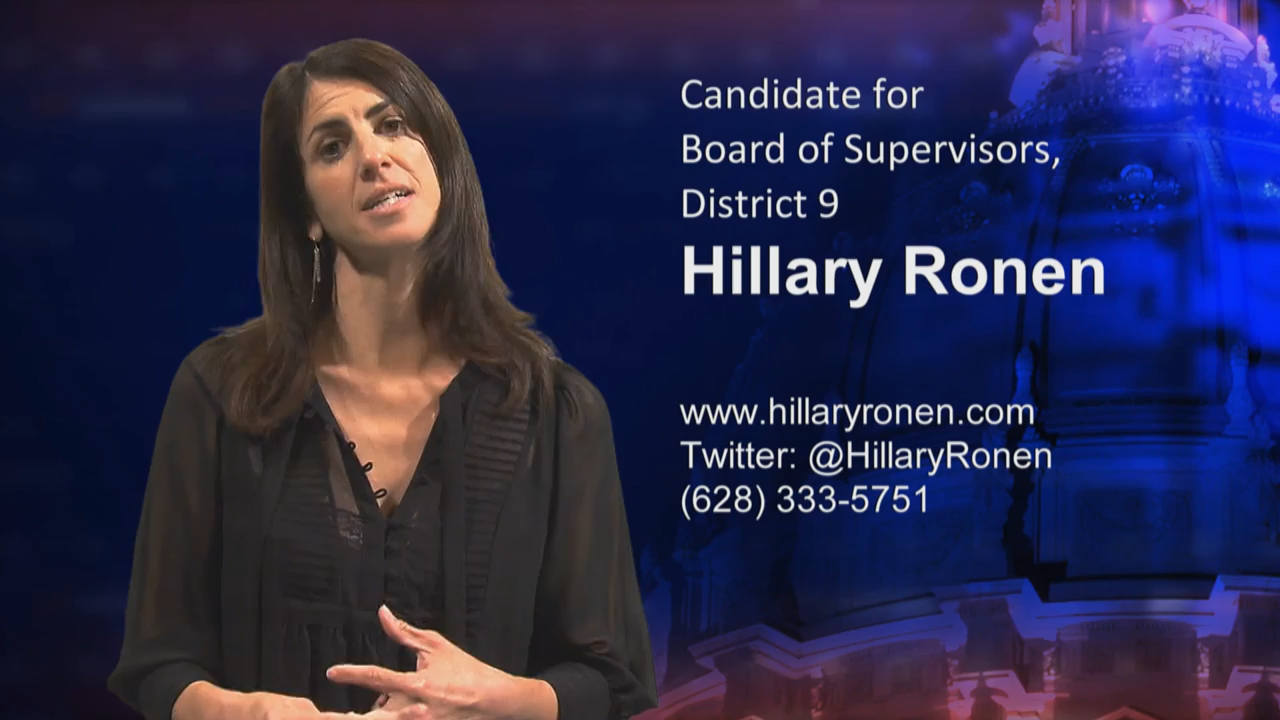 Candidate for
Board of Supervisors,
District 9
Hillary Ronen
www.hillaryronen.com
Twitter: @HillaryRonen
(628) 333-5751